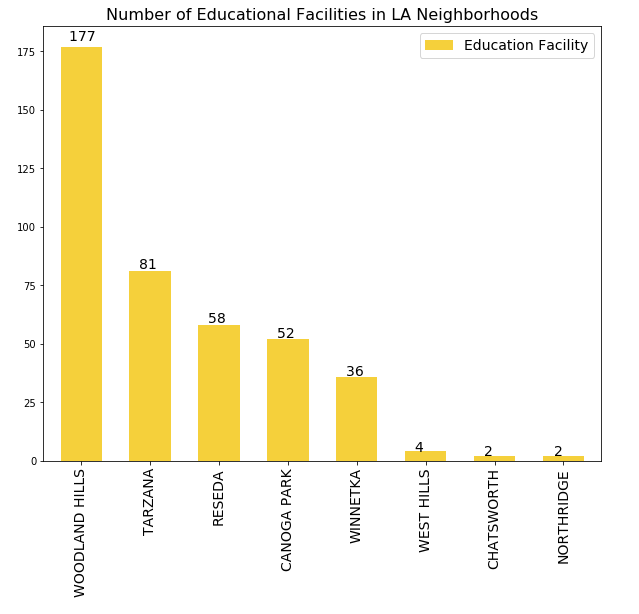 Number of Educational Facilities in LA Neighborhoods
177
Education Facility
175
150
125
100
75
50
25
0
81
58
52
36
4
2
2
WOODLAND HILLS
TARZANA
RESEDA
CANOGA PARK
WINNETKA
WEST HILLS
CHATSWORTH
NORTHRIDGE